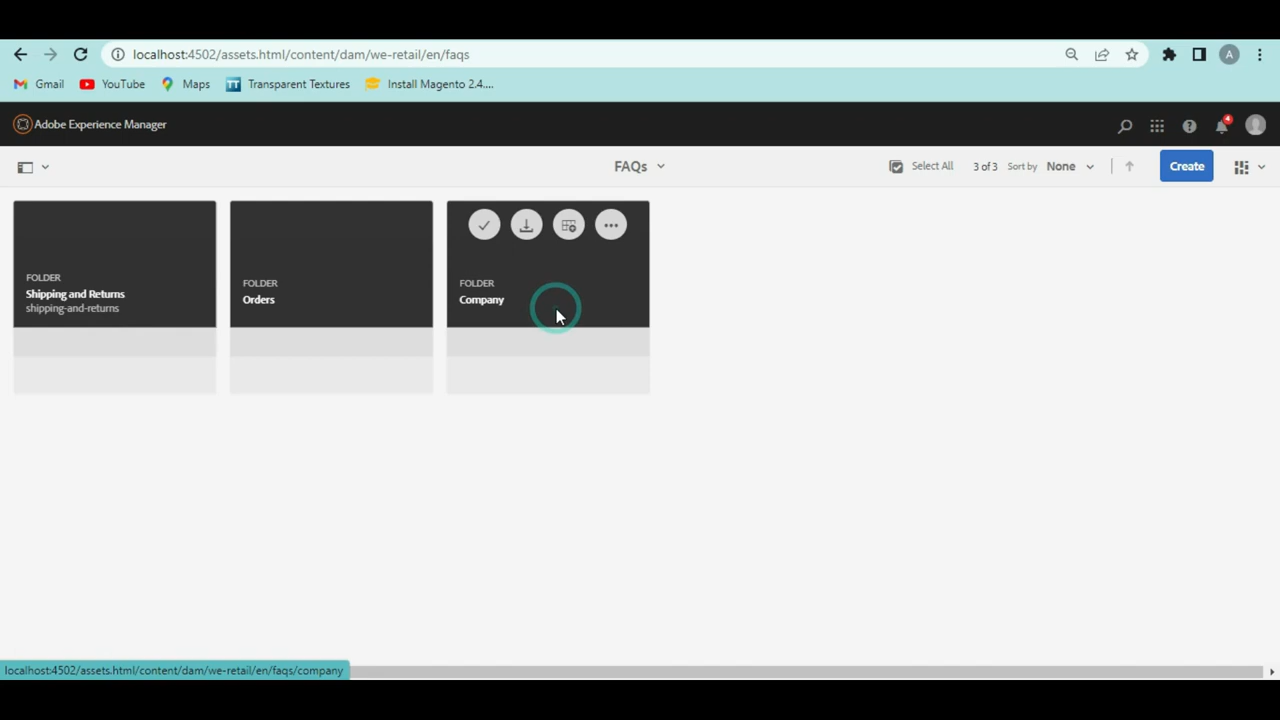 localhost:4502/assets.html/content/dam/we-retail/en/faqs
A
Gmail YouTube Maps TT Transparent Textures Install Magento 2.4....
Adobe Experience Manager
4
FAQs Select All 3 of 3 Sort by None Create
FOLDER
Shipping and Returns
shipping-and-returns
FOLDER
Orders
FOLDER
Company
localhost:4502/assets.html/content/dam/we-retail/en/faqs/company